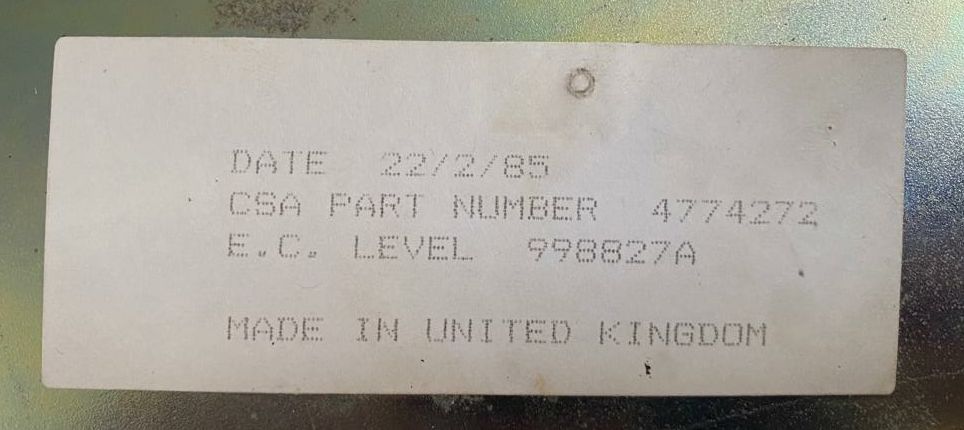 DATE 22/2/85
CSA PART NUMBER 4774272
E.C. LEVEL 998827A
MADE IN UNITED KINGDOM